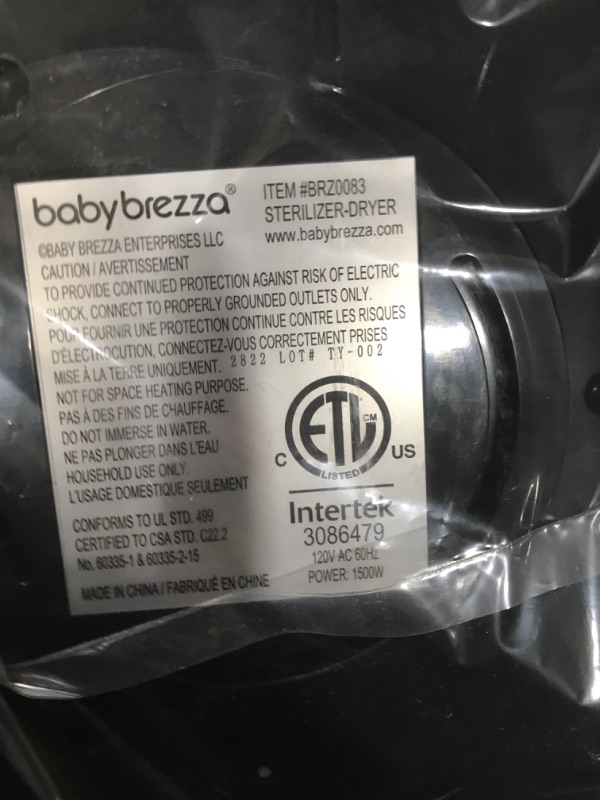 babybrezza®
ITEM #BRZ0083
STERILIZER-DRYER
www.babybrezza.com
©BABY BREZZA ENTERPRISES LLC
CAUTION / AVERTISSEMENT
TO PROVIDE CONTINUED PROTECTION AGAINST RISK OF ELECTRIC
SHOCK, CONNECT TO PROPERLY GROUNDED OUTLETS ONLY.
POUR FOURNIR UNE PROTECTION CONTINUE CONTRE LES RISQUES
D'ÉLECTROCUTION, CONNECTEZ-VOUS CORRECTEMENT PRISES
MISE À LA TERRE UNIQUEMENT. 2822 LOT# TY-002
NOT FOR SPACE HEATING PURPOSE.
PAS À DES FINS DE CHAUFFAGE.
DO NOT IMMERSE IN WATER.
NE PAS PLONGER DANS L'EAU
HOUSEHOLD USE ONLY.
L'USAGE DOMESTIQUE SEULEMENT
CONFORMS TO UL STD. 499
CERTIFIED TO CSA STD. C22.2
No. 60335-1 & 60335-2-15
MADE IN CHINA / FABRIQUÉ EN CHINE
ETL CM
C US
LISTED
Intertek
3086479
120V AC 60Hz
POWER: 1500W